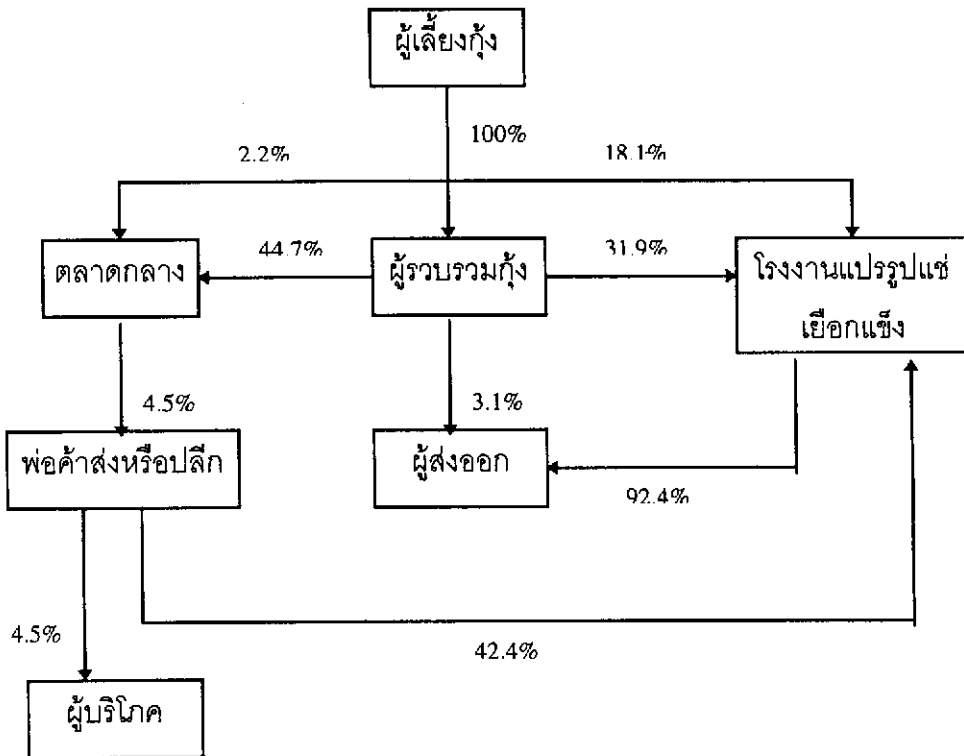 ผู้เลี้ยงกุ้ง
100%
2.2%
18.1%
ตลาดกลาง
44.7%
ผู้รวบรวมกุ้ง
31.9%
โรงงานแปรรูปแช่
เยือกแข็ง
4.5%
3.1%
พ่อค้าส่งหรือปลีก
ผู้ส่งออก
92.4%
4.5%
42.4%
ผู้บริโภค